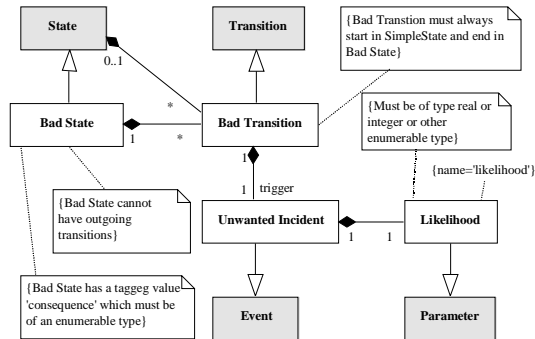 State
Transition
{Bad Transtion must always
start in SimpleState and end in
Bad State}
0..1
*
Bad State
1
*
Bad Transition
{Must be of type real or
integer or other
enumerable type}
1
{name='likelihood'}
1
trigger
{Bad State cannot
have outgoing
transitions}
Unwanted Incident
1
1
Likelihood
{Bad State has a taggeg value
'consequence' which must be
of an enumerable type}
Event
Parameter